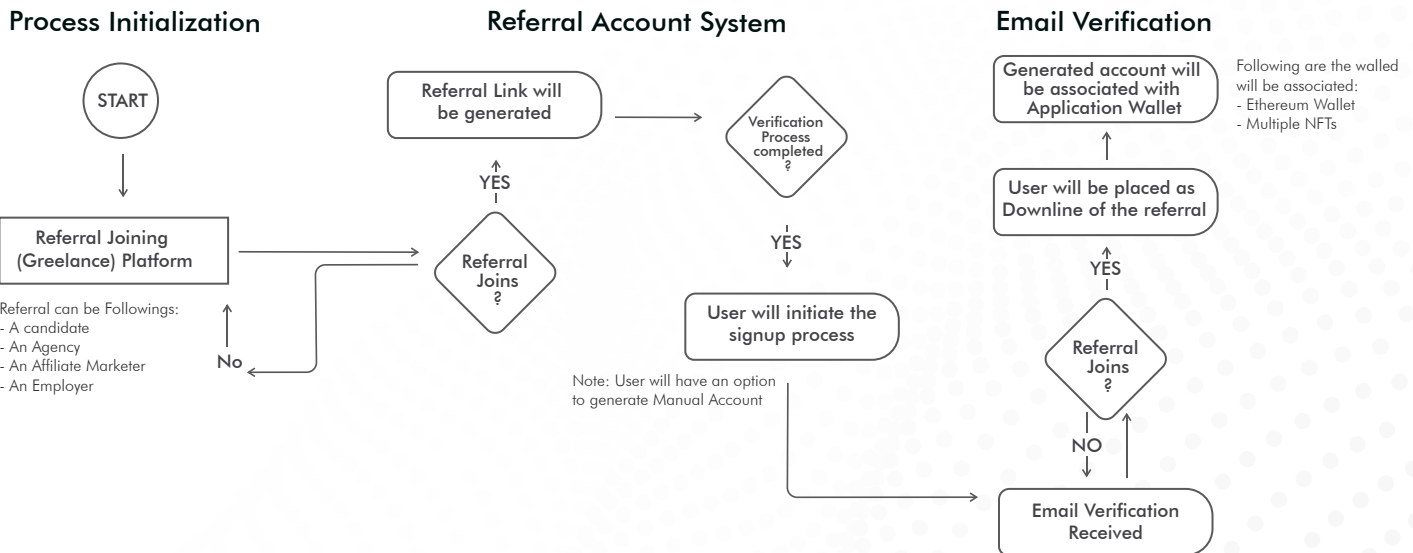 Process Initialization
START
Referral Joining
(Greelance) Platform
Referral can be Followings:
- A candidate
- An Agency
- An Affiliate Marketer
- An Employer
No
Referral Account System
Referral Link will
be generated
YES
Referral
Joins
?
Verification
Process
completed
?
YES
User will initiate the
signup process
Note: User will have an option
to generate Manual Account
Email Verification
Generated account will
be associated with
Application Wallet
Following are the walled
will be associated:
- Ethereum Wallet
- Multiple NFTs
User will be placed as
Downline of the referral
YES
Referral
Joins
?
NO
Email Verification
Received